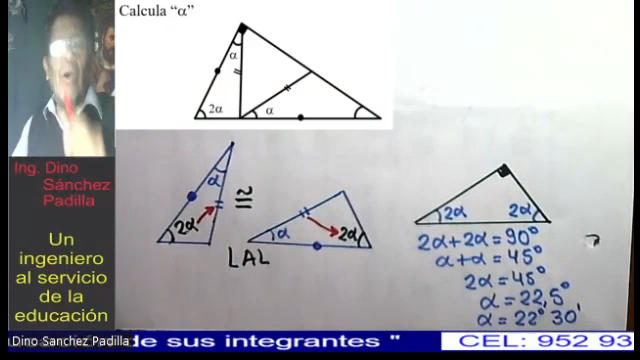 Calcula “α”
α
2α
α
Ing. Dino
Sánchez
Padilla
Un
ingeniero
al servicio
de la
educación
α
2α
≅
α
2α
LAL
2α
2α
2α+2α=90°
α+α=45°
2α=45°
α=22,5°
α=22°30'
Dino Sanchez Padilla
de sus integrantes "
CEL: 952 93